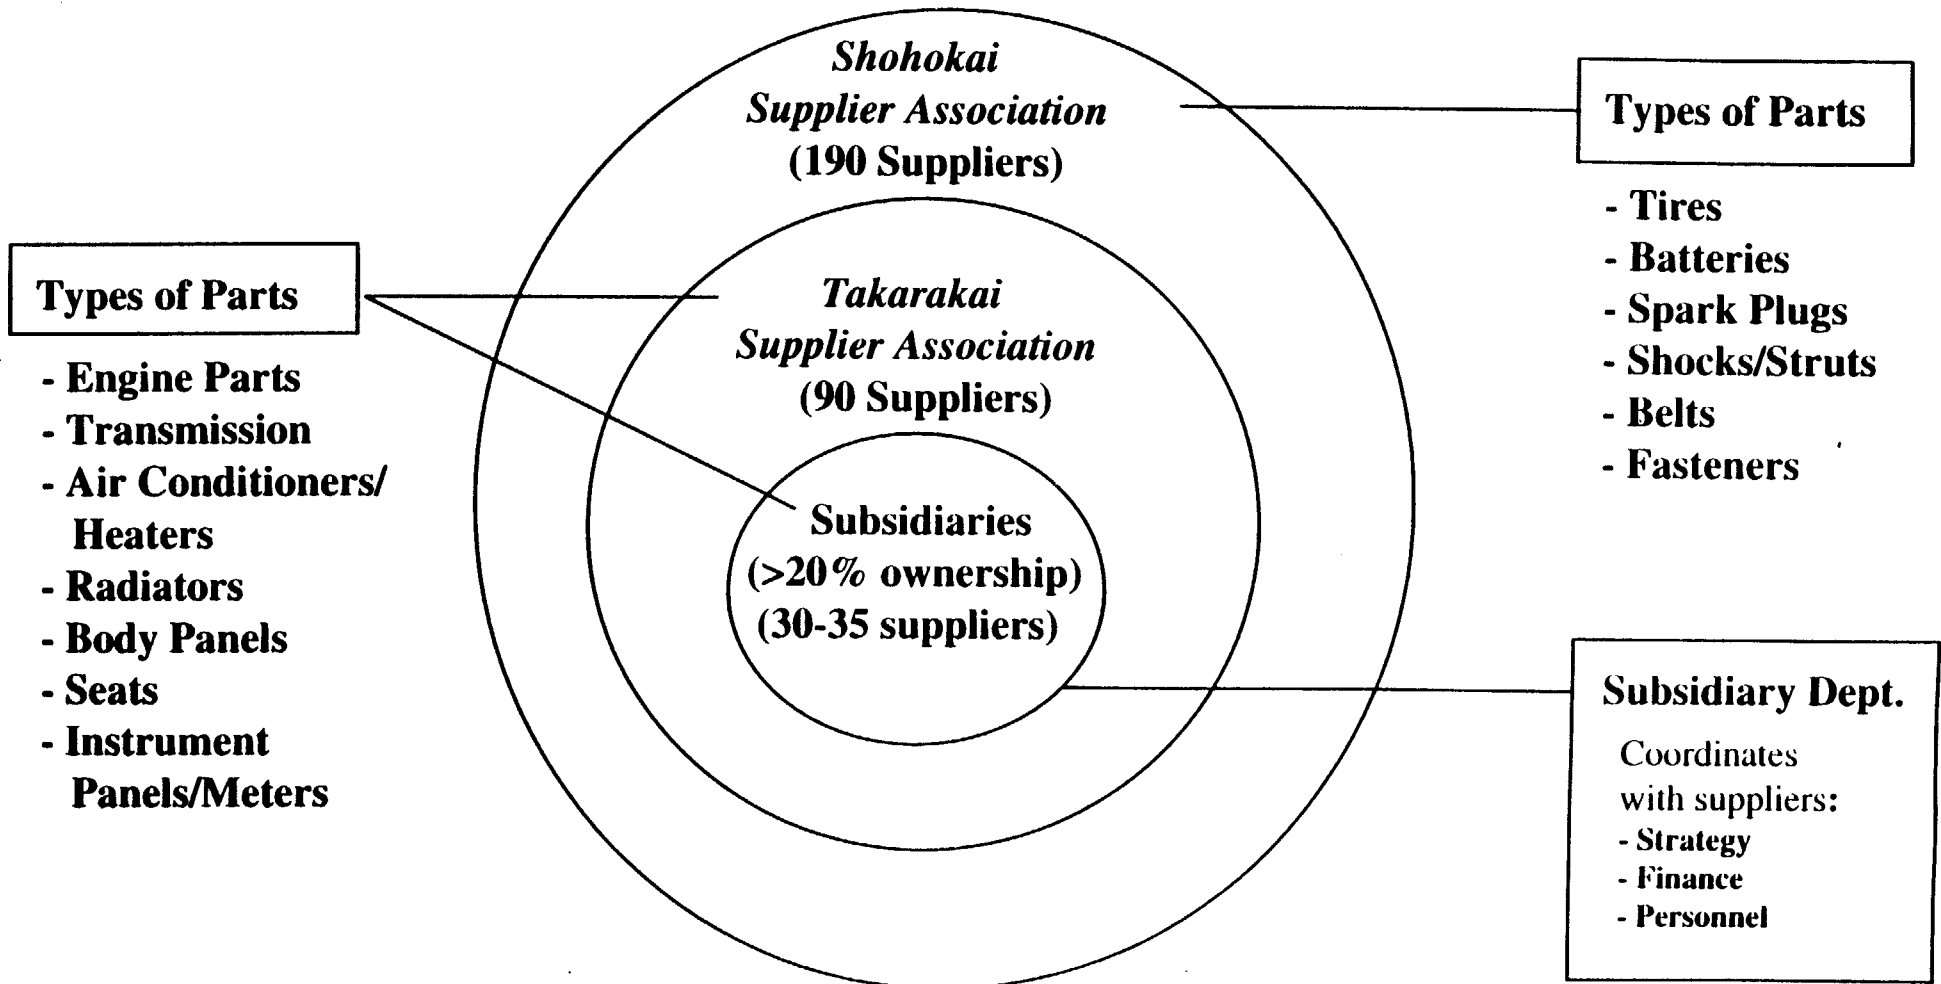 Shohokai
Supplier Association
(190 Suppliers)
Types of Parts
- Tires
- Batteries
- Spark Plugs
- Shocks/Struts
- Belts
- Fasteners
Types of Parts
- Engine Parts
- Transmission
- Air Conditioners/
Heaters
- Radiators
- Body Panels
- Seats
- Instrument
Panels/Meters
Takarakai
Supplier Association
(90 Suppliers)
Subsidiaries
(>20% ownership)
(30-35 suppliers)
Subsidiary Dept.
Coordinates
with suppliers:
- Strategy
- Finance
- Personnel